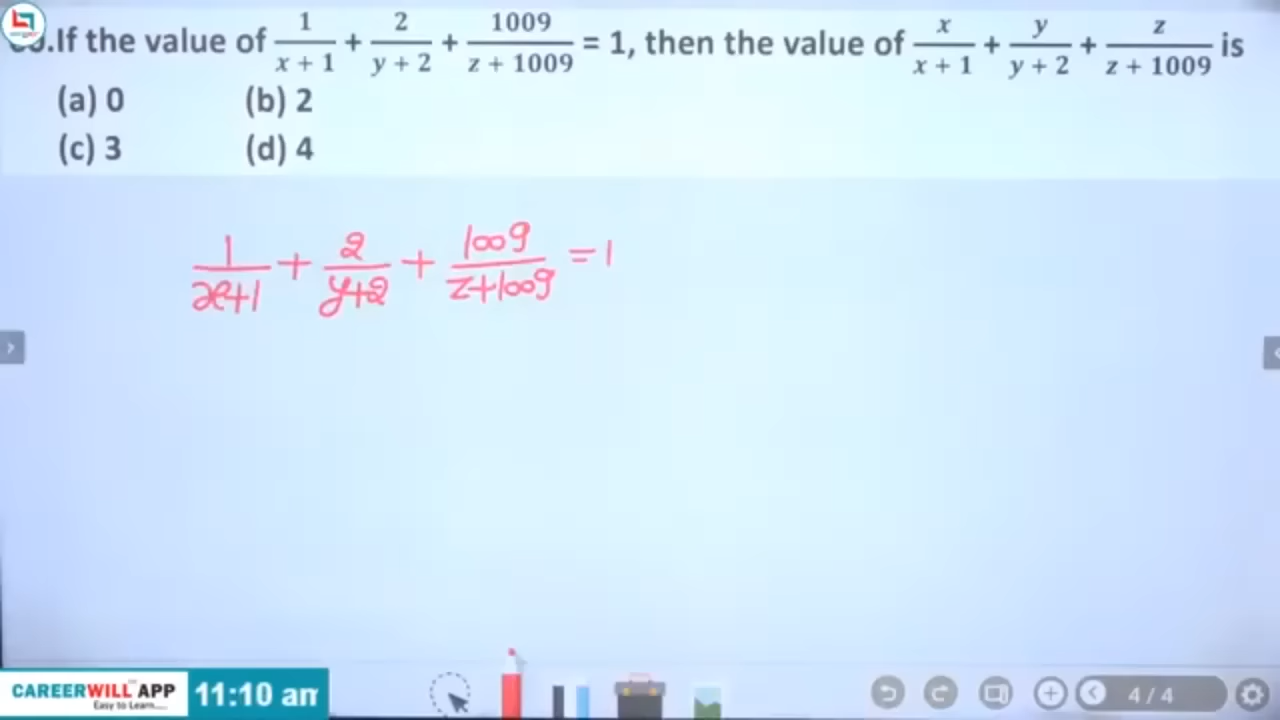 .If the value of 1/(x + 1) + 2/(y + 2) + 1009/(z + 1009) = 1, then the value of x/(x + 1) + y/(y + 2) + z/(z + 1009) is
(a) 0 (b) 2
(c) 3 (d) 4
1/(x+1) + 2/(y+2) + 1009/(z+1009) = 1
CAREERWILL APP
Easy to Learn.....
11:10 am
4 / 4